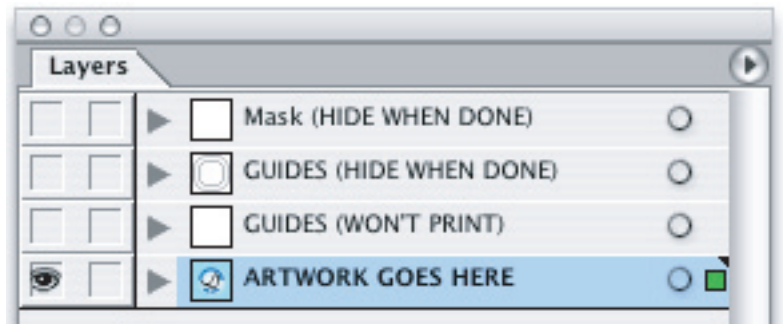 Layers
Mask (HIDE WHEN DONE)
GUIDES (HIDE WHEN DONE)
GUIDES (WON'T PRINT)
ARTWORK GOES HERE